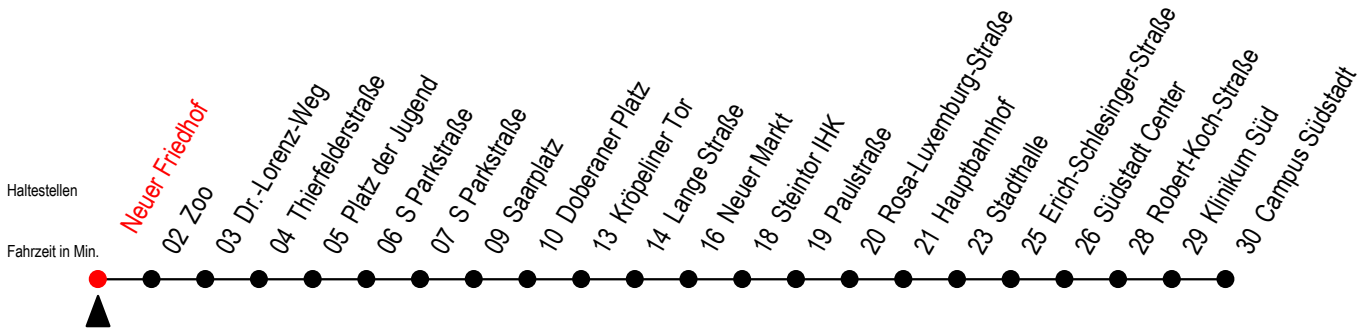 Haltestellen
Fahrzeit in Min.
Neuer Friedhof
02 Zoo
03 Dr.-Lorenz-Weg
04 Thierfelderstraße
05 Platz der Jugend
06 S Parkstraße
07 S Parkstraße
09 Saarplatz
10 Doberaner Platz
13 Kröpeliner Tor
14 Lange Straße
16 Neuer Markt
18 Steintor IHK
19 Paulstraße
20 Rosa-Luxemburg-Straße
21 Hauptbahnhof
23 Stadthalle
25 Erich-Schlesinger-Straße
26 Südstadt Center
28 Robert-Koch-Straße
29 Klinikum Süd
30 Campus Südstadt